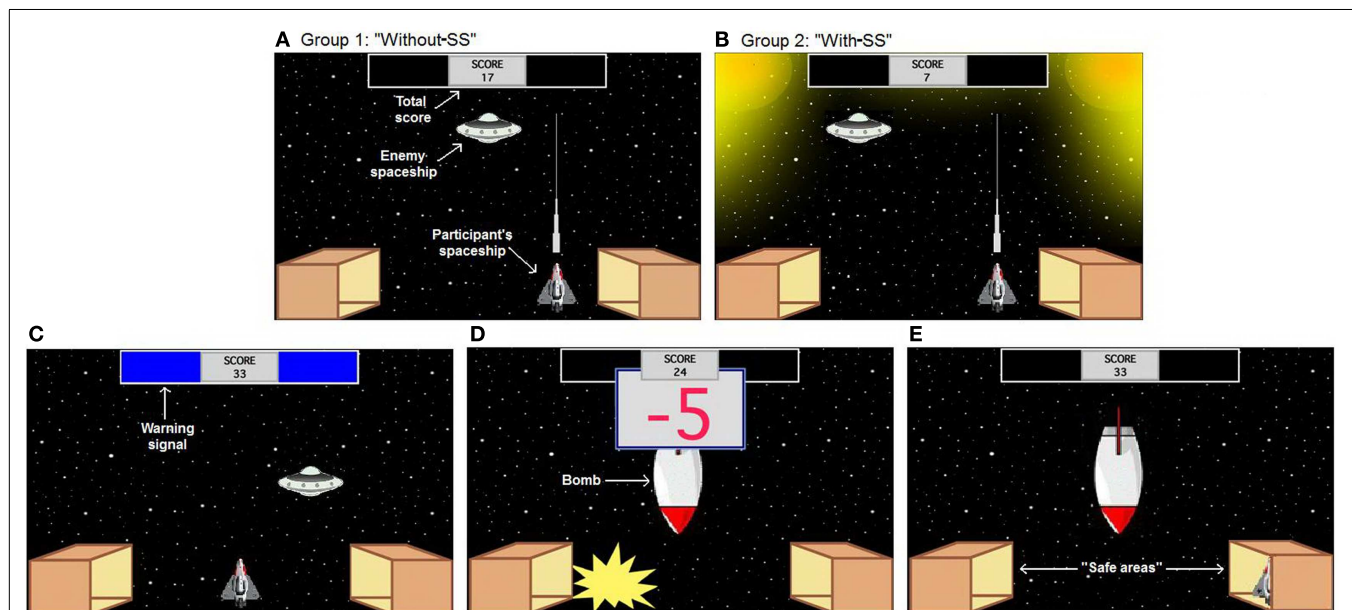 A Group 1: "Without-SS"
SCORE
17
Total
score
Enemy
spaceship
Participant's
spaceship
B Group 2: "With-SS"
SCORE
7
C
SCORE
33
Warning
signal
D
SCORE
24
-5
Bomb
E
SCORE
33
"Safe areas"